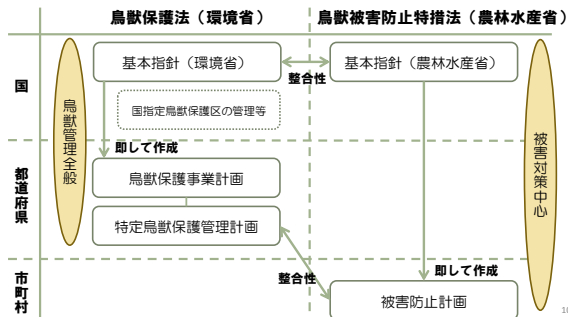 鳥獣保護法（環境省）
鳥獣被害防止特措法（農林水産省）
国
基本指針（環境省）
整合性
基本指針（農林水産省）
国指定鳥獣保護区の管理等
鳥獣管理全般
被害対策中心
即して作成
都道府県
鳥獣保護事業計画
特定鳥獣保護管理計画
整合性
即して作成
市町村
被害防止計画